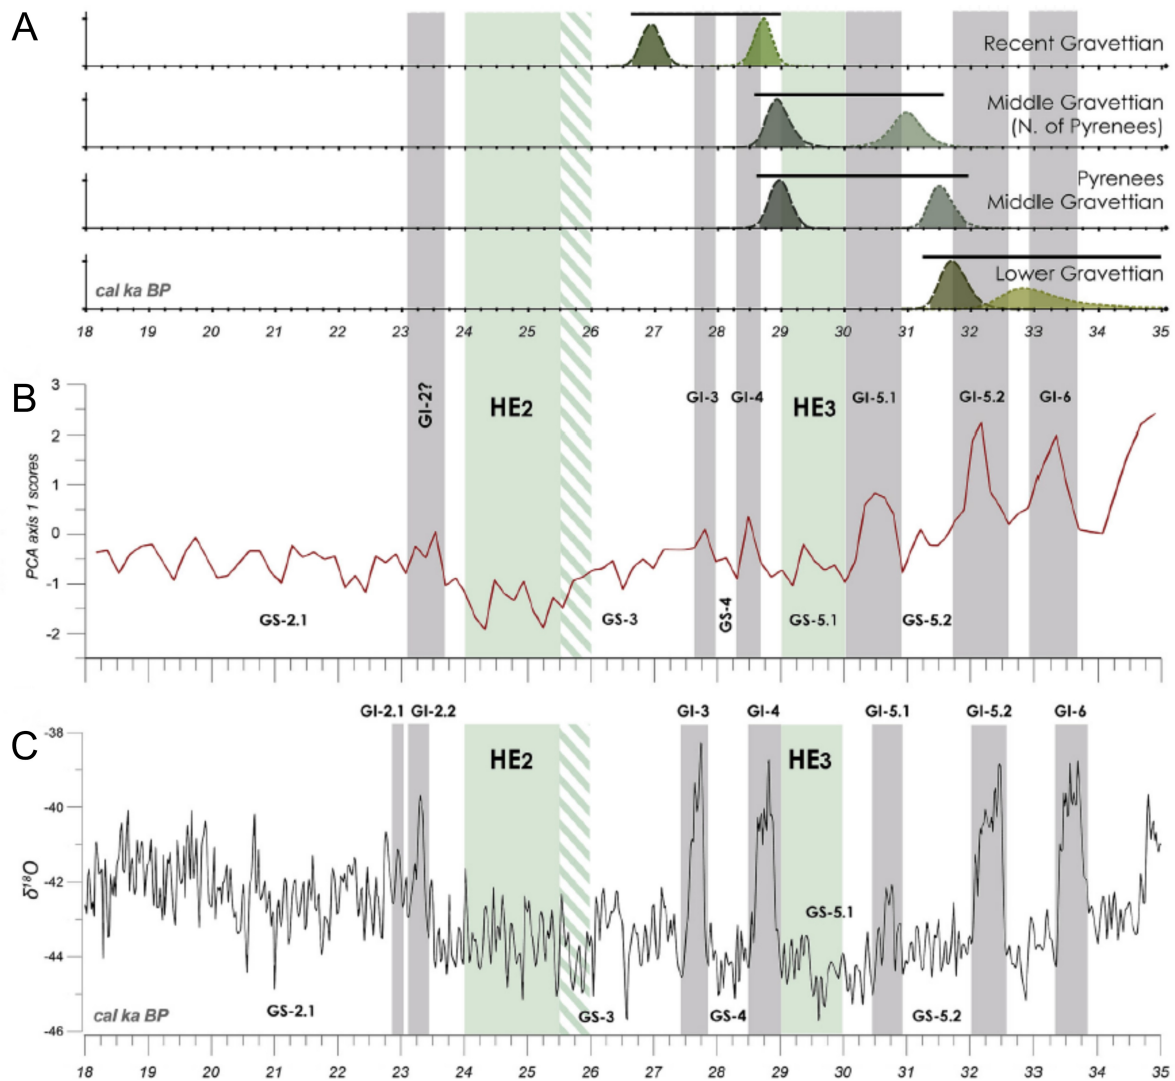 A
Recent Gravettian
Middle Gravettian
(N. of Pyrenees)
Pyrenees
Middle Gravettian
Lower Gravettian
cal ka BP
18 19 20 21 22 23 24 25 26 27 28 29 30 31 32 33 34 35
B
3
2
1
0
-1
-2
PCA axis 1 scores
GI-2?
HE2
GI-3
GI-4
HE3
GI-5.1
GI-5.2
GI-6
GS-2.1
GS-3
GS-4
GS-5.1
GS-5.2
C
GI-2.1
GI-2.2
GI-3
GI-4
GI-5.1
GI-5.2
GI-6
-38
-40
-42
-44
-46
δ¹⁸O
HE2
HE3
GS-5.1
GS-2.1
GS-3
GS-4
GS-5.2
cal ka BP
18 19 20 21 22 23 24 25 26 27 28 29 30 31 32 33 34 35